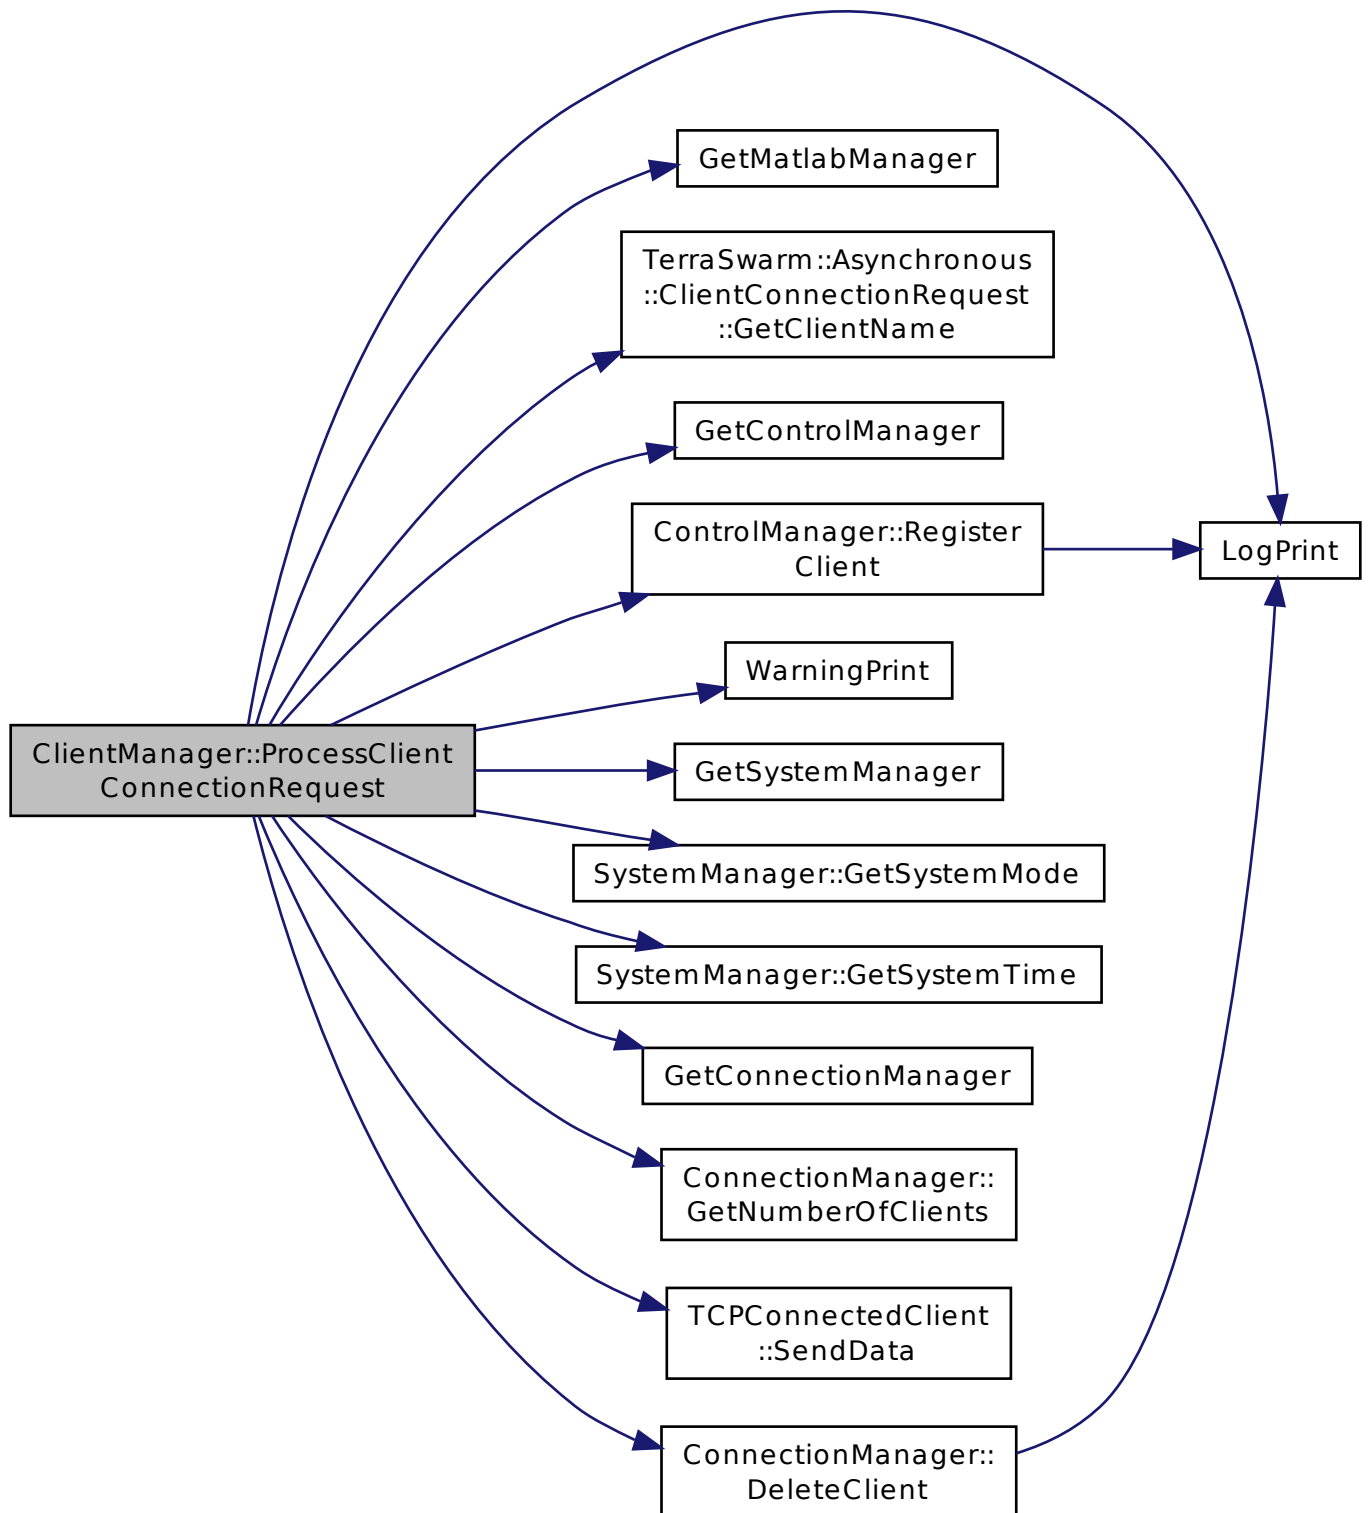 GetMatlabManager
TerraSwarm::Asynchronous
::ClientConnectionRequest
::GetClientName
GetControlManager
ControlManager::Register
Client
LogPrint
WarningPrint
ClientManager::ProcessClient
ConnectionRequest
GetSystemManager
SystemManager::GetSystemMode
SystemManager::GetSystemTime
GetConnectionManager
ConnectionManager::
GetNumberOfClients
TCPConnectedClient
::SendData
ConnectionManager::
DeleteClient